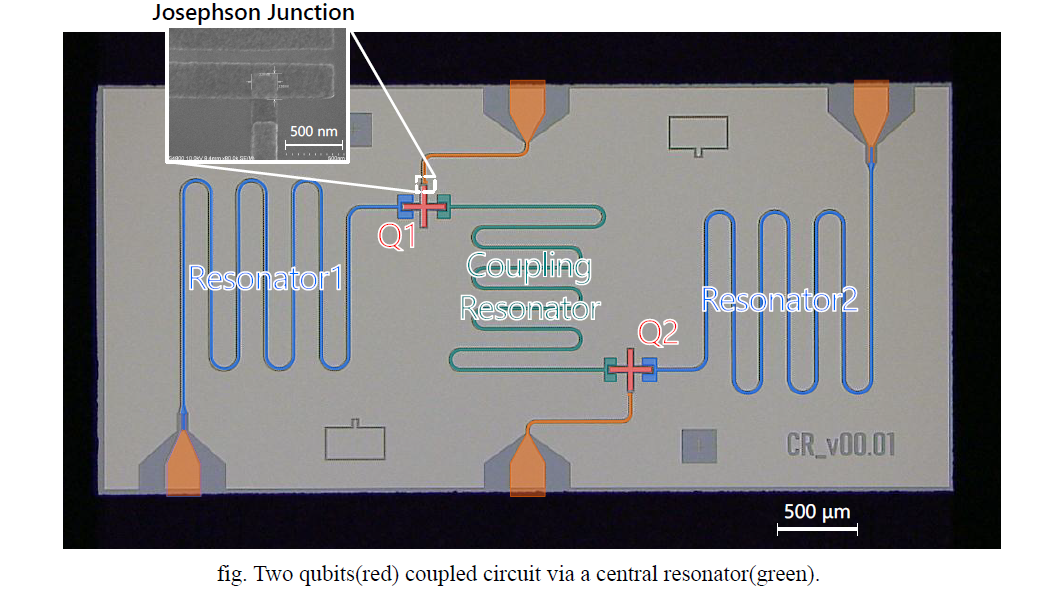 Josephson Junction
500 nm
Q1
Resonator1
Coupling
Resonator
Resonator2
Q2
CR_v00.01
500 μm
fig. Two qubits(red) coupled circuit via a central resonator(green).